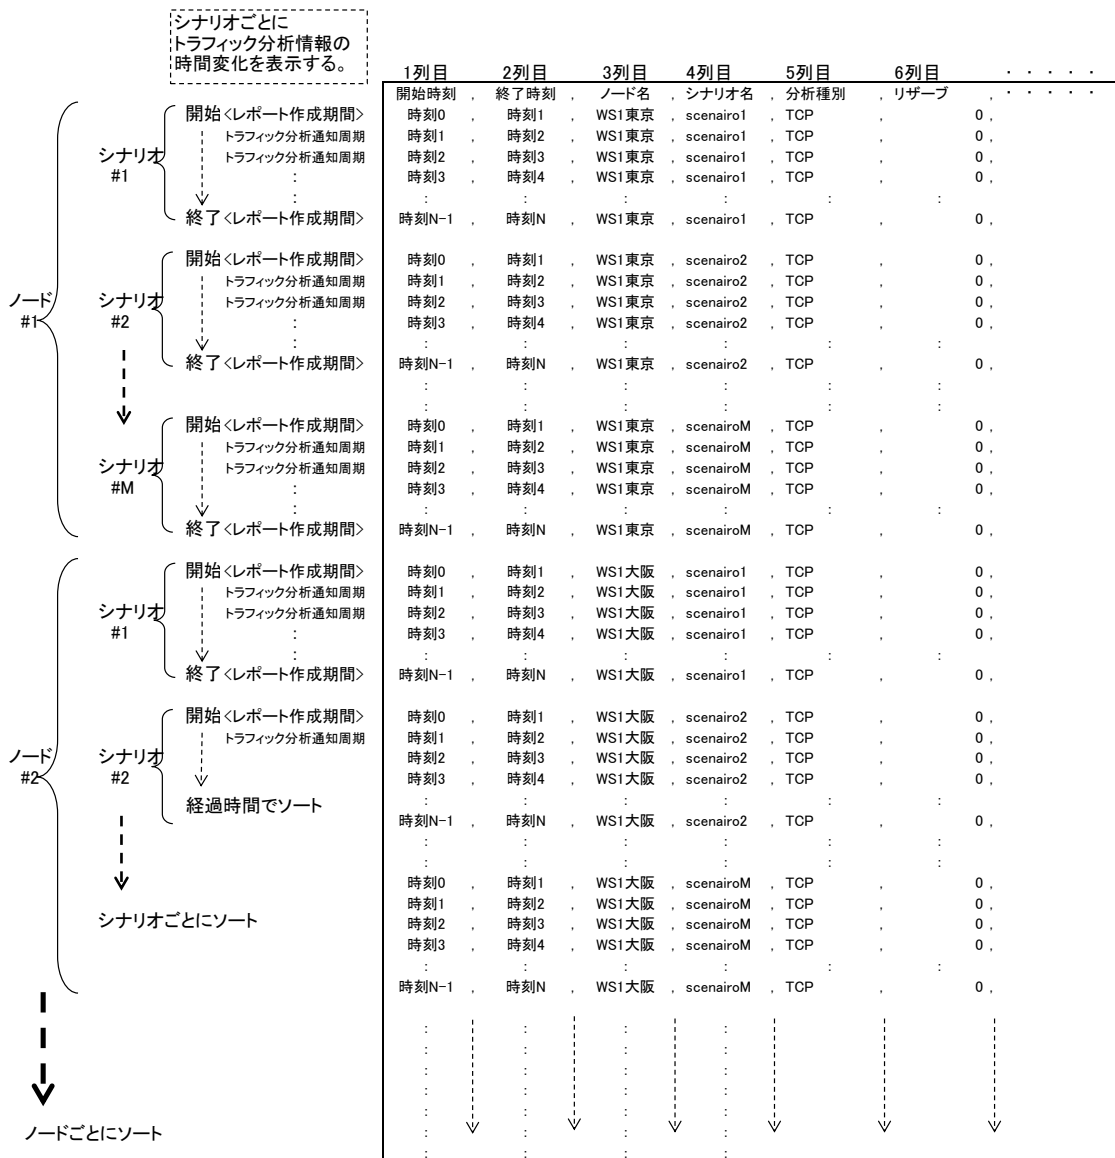 シナリオごとに
トラフィック分析情報の
時間変化を表示する。
1列目 2列目 3列目 4列目 5列目 6列目 ・ ・ ・ ・ ・
開始時刻 , 終了時刻 , ノード名 , シナリオ名 , 分析種別 , リザーブ , ・ ・ ・ ・ ・
開始<レポート作成期間> 時刻0 , 時刻1 , WS1東京 , scenairo1 , TCP , 0 ,
トラフィック分析通知周期 時刻1 , 時刻2 , WS1東京 , scenairo1 , TCP , 0 ,
シナリオ トラフィック分析通知周期 時刻2 , 時刻3 , WS1東京 , scenairo1 , TCP , 0 ,
#1 : 時刻3 , 時刻4 , WS1東京 , scenairo1 , TCP , 0 ,
: : : : : : :
終了<レポート作成期間> 時刻N-1 , 時刻N , WS1東京 , scenairo1 , TCP , 0 ,
開始<レポート作成期間> 時刻0 , 時刻1 , WS1東京 , scenairo2 , TCP , 0 ,
トラフィック分析通知周期 時刻1 , 時刻2 , WS1東京 , scenairo2 , TCP , 0 ,
ノード シナリオ トラフィック分析通知周期 時刻2 , 時刻3 , WS1東京 , scenairo2 , TCP , 0 ,
#1 #2 : 時刻3 , 時刻4 , WS1東京 , scenairo2 , TCP , 0 ,
: : : : : : :
終了<レポート作成期間> 時刻N-1 , 時刻N , WS1東京 , scenairo2 , TCP , 0 ,
: : : : : :
: : : : : :
開始<レポート作成期間> 時刻0 , 時刻1 , WS1東京 , scenairoM , TCP , 0 ,
トラフィック分析通知周期 時刻1 , 時刻2 , WS1東京 , scenairoM , TCP , 0 ,
シナリオ トラフィック分析通知周期 時刻2 , 時刻3 , WS1東京 , scenairoM , TCP , 0 ,
#M : 時刻3 , 時刻4 , WS1東京 , scenairoM , TCP , 0 ,
: : : : : : :
終了<レポート作成期間> 時刻N-1 , 時刻N , WS1東京 , scenairoM , TCP , 0 ,
開始<レポート作成期間> 時刻0 , 時刻1 , WS1大阪 , scenairo1 , TCP , 0 ,
トラフィック分析通知周期 時刻1 , 時刻2 , WS1大阪 , scenairo1 , TCP , 0 ,
シナリオ トラフィック分析通知周期 時刻2 , 時刻3 , WS1大阪 , scenairo1 , TCP , 0 ,
#1 : 時刻3 , 時刻4 , WS1大阪 , scenairo1 , TCP , 0 ,
: : : : : : :
終了<レポート作成期間> 時刻N-1 , 時刻N , WS1大阪 , scenairo1 , TCP , 0 ,
開始<レポート作成期間> 時刻0 , 時刻1 , WS1大阪 , scenairo2 , TCP , 0 ,
トラフィック分析通知周期 時刻1 , 時刻2 , WS1大阪 , scenairo2 , TCP , 0 ,
ノード シナリオ 時刻2 , 時刻3 , WS1大阪 , scenairo2 , TCP , 0 ,
#2 #2 時刻3 , 時刻4 , WS1大阪 , scenairo2 , TCP , 0 ,
経過時間でソート : : : : : :
時刻N-1 , 時刻N , WS1大阪 , scenairo2 , TCP , 0 ,
: : : : : :
: : : : : :
時刻0 , 時刻1 , WS1大阪 , scenairoM , TCP , 0 ,
時刻1 , 時刻2 , WS1大阪 , scenairoM , TCP , 0 ,
シナリオごとにソート 時刻2 , 時刻3 , WS1大阪 , scenairoM , TCP , 0 ,
時刻3 , 時刻4 , WS1大阪 , scenairoM , TCP , 0 ,
: : : : : :
時刻N-1 , 時刻N , WS1大阪 , scenairoM , TCP , 0 ,
: : : :
: : : :
: : : :
: : : :
: : : :
ノードごとにソート : : : :
: : : :